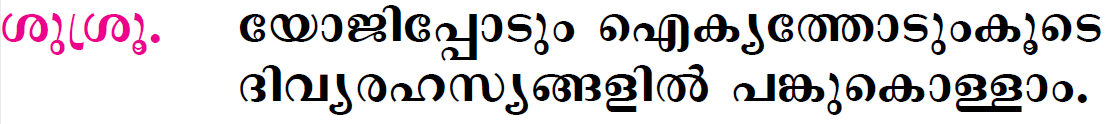 ശുശ്രൂ. യോജിപ്പോടും ഐക്യത്തോടുംകൂടെ
ദിവ്യരഹസ്യങ്ങളിൽ പങ്കുകൊള്ളാം.